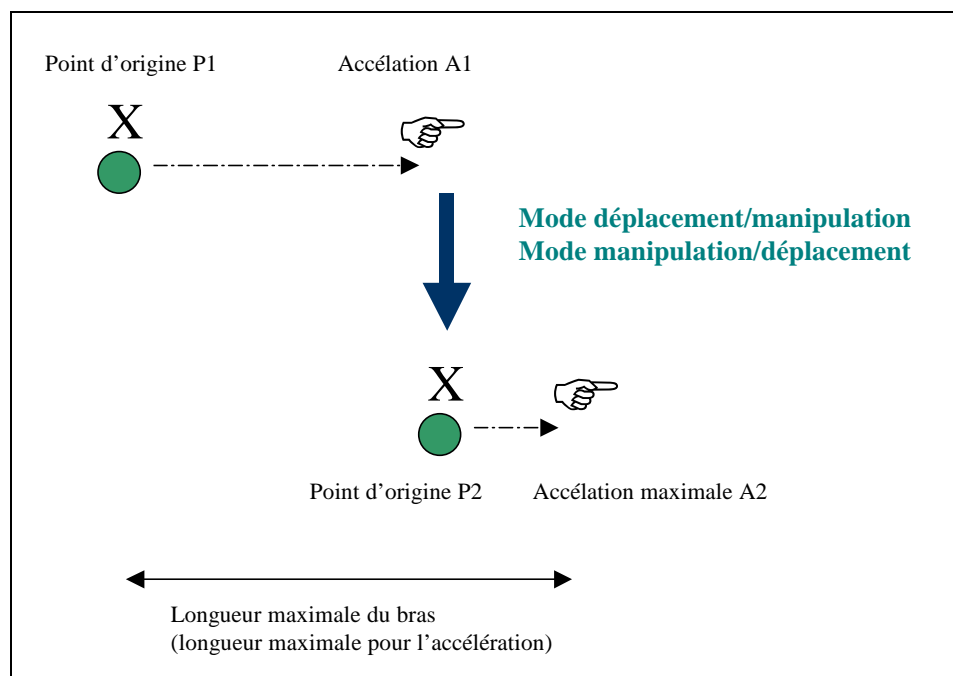 Point d’origine P1
Accélation A1
X
Mode déplacement/manipulation
Mode manipulation/déplacement
X
Point d’origine P2
Accélation maximale A2
Longueur maximale du bras
(longueur maximale pour l’accélération)